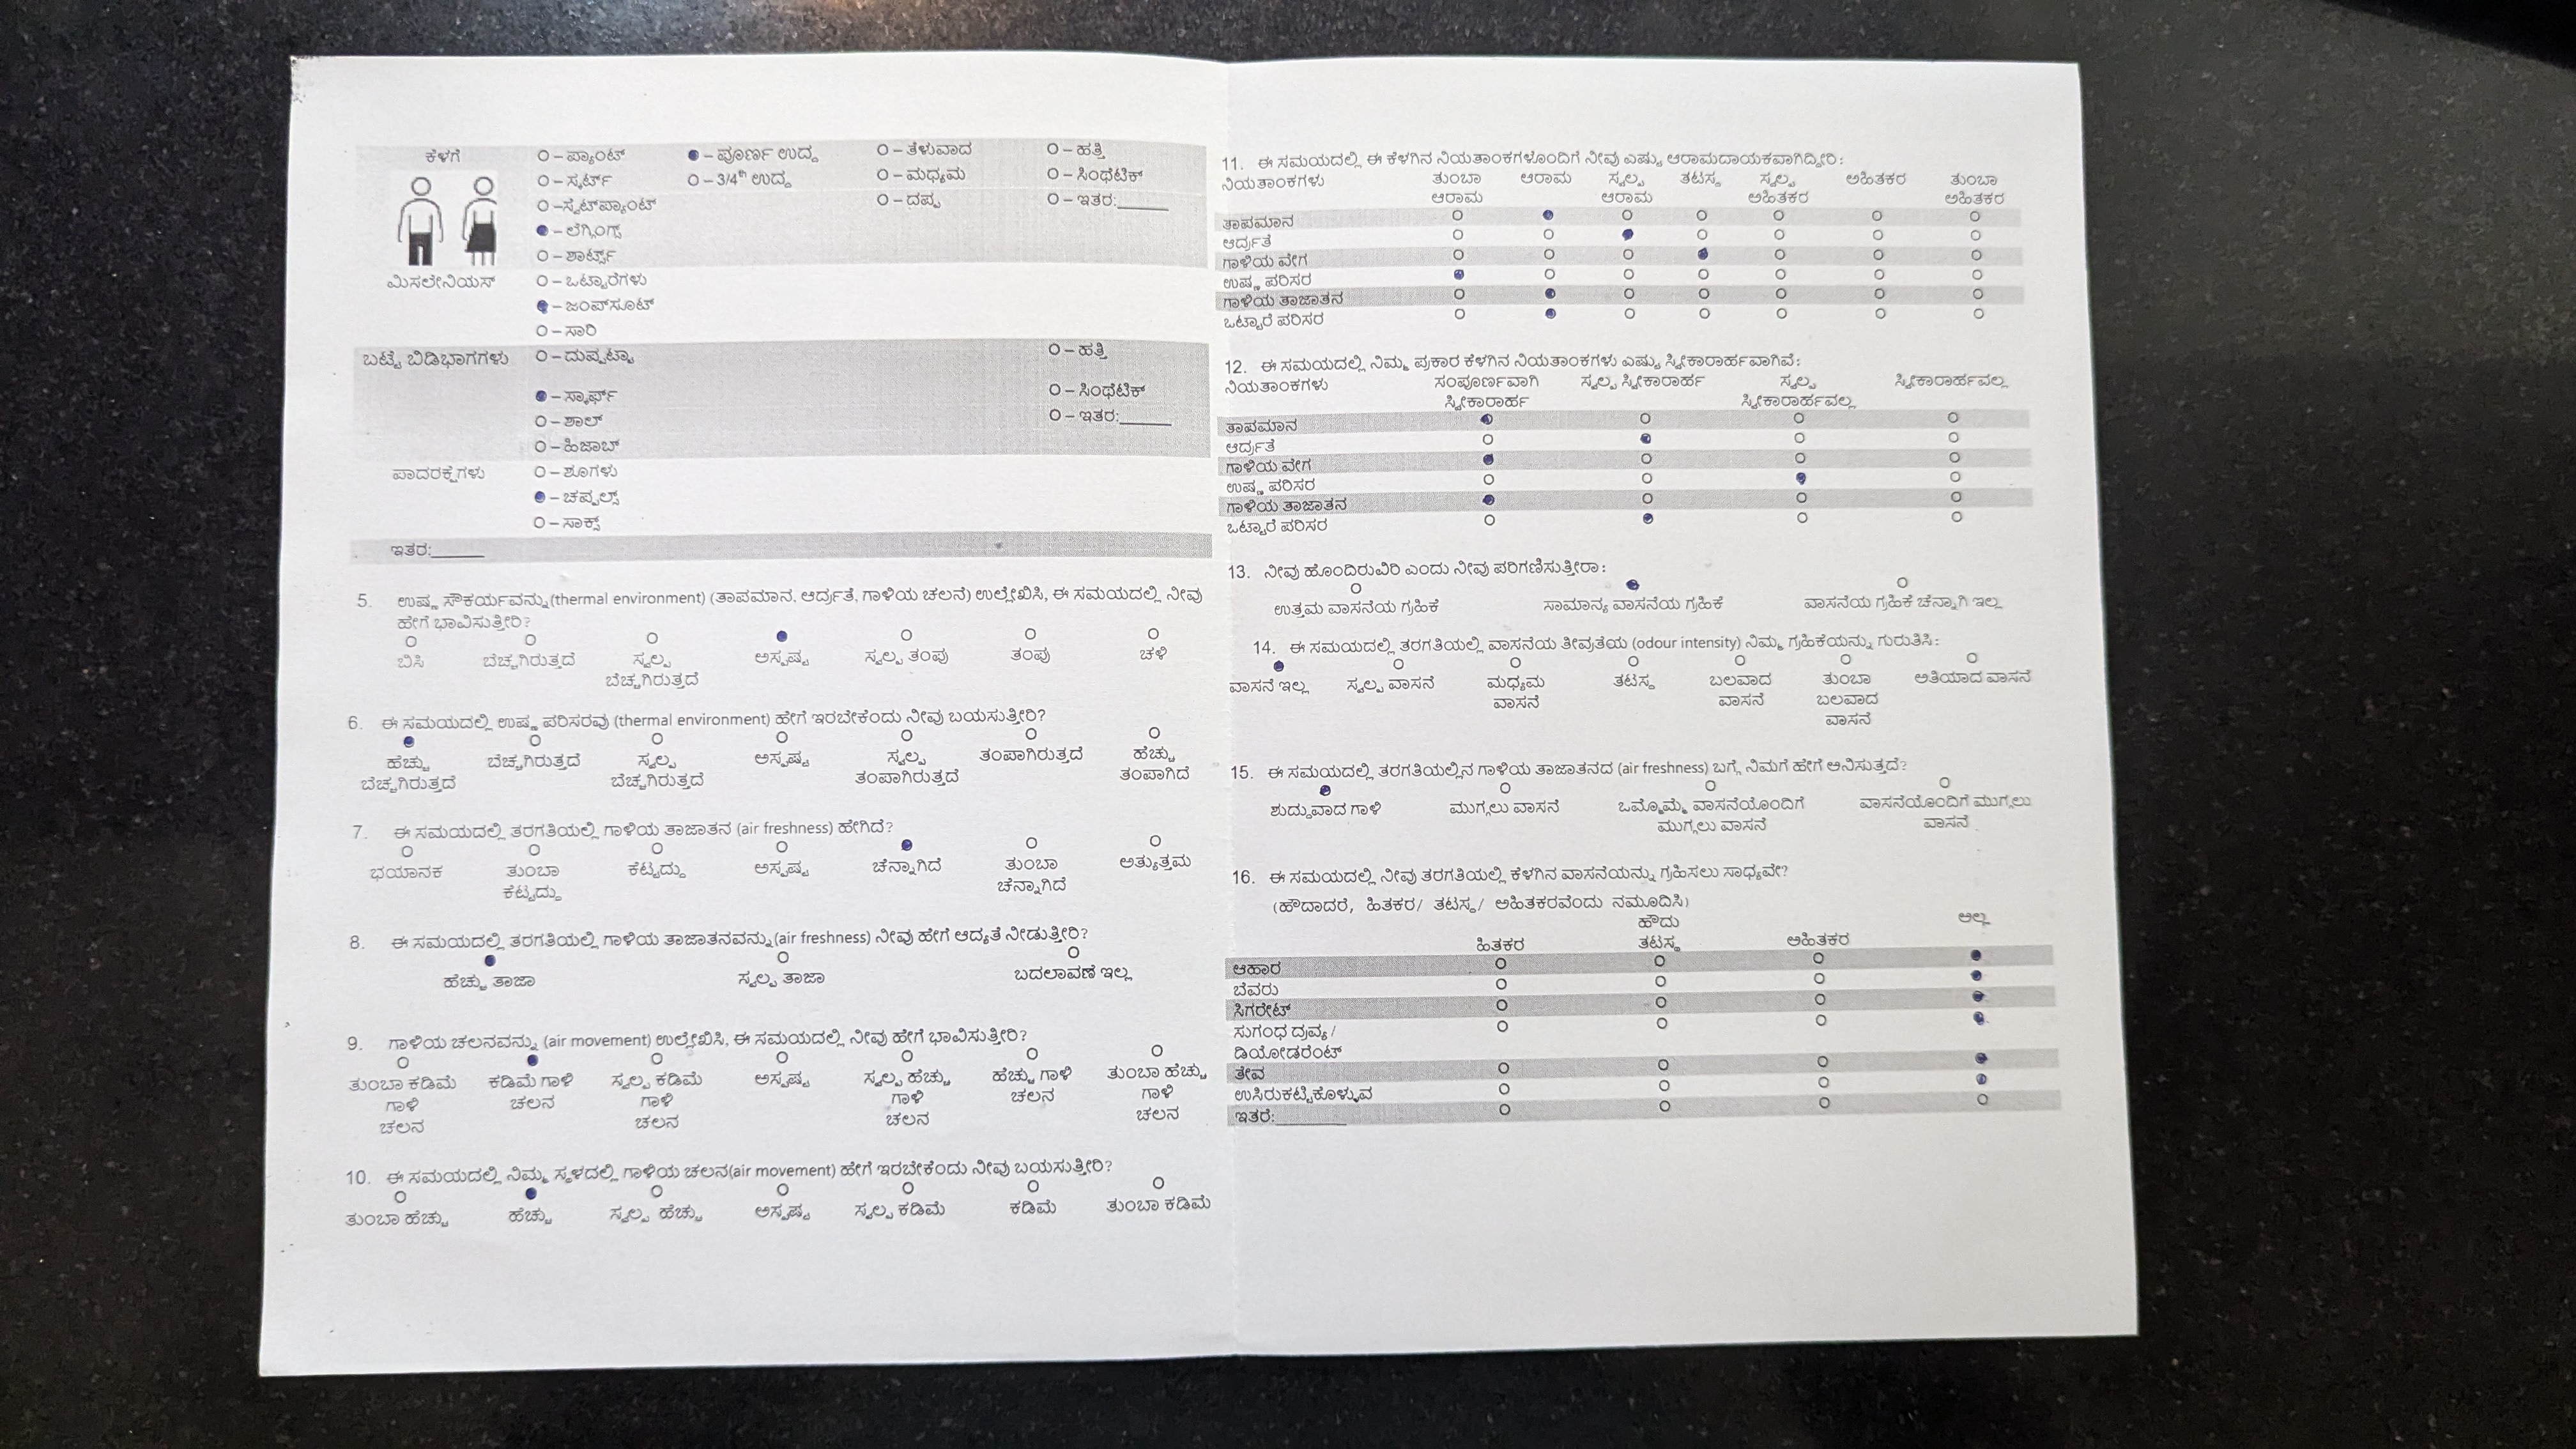 ಕೆಳಗೆ O – ಪ್ಯಾಂಟ್ ● – ಪೂರ್ಣ ಉದ್ದ O – ತೆಳುವಾದ O – ಹತ್ತಿ
O – ಸ್ಕರ್ಟ್ O – 3/4th ಉದ್ದ O – ಮಧ್ಯಮ O – ಸಿಂಥೆಟಿಕ್
O –ಸ್ವೆಟ್‌ಪ್ಯಾಂಟ್ O – ದಪ್ಪ O – ಇತರ:______
● – ಲೆಗ್ಗಿಂಗ್ಸ್
O – ಶಾರ್ಟ್ಸ್
ಮಿಸಲೇನಿಯಸ್ O – ಒಟ್ಟಾರೆಗಳು
● – ಜಂಪ್‌ಸೂಟ್
O – ಸಾರಿ
ಬಟ್ಟೆ ಬಿಡಿಭಾಗಗಳು O – ದುಪ್ಪಟ್ಟಾ O – ಹತ್ತಿ
● – ಸ್ಕಾರ್ಫ್ O – ಸಿಂಥೆಟಿಕ್
O – ಶಾಲ್ O – ಇತರ:______
O – ಹಿಜಾಬ್
ಪಾದರಕ್ಷೆಗಳು O – ಶೂಗಳು
● – ಚಪ್ಪಲ್ಸ್
O – ಸಾಕ್ಸ್
ಇತರ:______
5. ಉಷ್ಣ ಸೌಕರ್ಯವನ್ನು (thermal environment) (ತಾಪಮಾನ, ಆರ್ದ್ರತೆ, ಗಾಳಿಯ ಚಲನೆ) ಉಲ್ಲೇಖಿಸಿ, ಈ ಸಮಯದಲ್ಲಿ ನೀವು
ಹೇಗೆ ಭಾವಿಸುತ್ತೀರಿ?
ಬಿಸಿ ಬೆಚ್ಚಗಿರುತ್ತದೆ ಸ್ವಲ್ಪ ಅಸ್ಪಷ್ಟ ಸ್ವಲ್ಪ ತಂಪು ತಂಪು ಚಳಿ
ಬೆಚ್ಚಗಿರುತ್ತದೆ
6. ಈ ಸಮಯದಲ್ಲಿ ಉಷ್ಣ ಪರಿಸರವು (thermal environment) ಹೇಗೆ ಇರಬೇಕೆಂದು ನೀವು ಬಯಸುತ್ತೀರಿ?
ಹೆಚ್ಚು ಬೆಚ್ಚಗಿರುತ್ತದೆ ಸ್ವಲ್ಪ ಅಸ್ಪಷ್ಟ ಸ್ವಲ್ಪ ತಂಪಾಗಿರುತ್ತದೆ ಹೆಚ್ಚು
ಬೆಚ್ಚಗಿರುತ್ತದೆ ಬೆಚ್ಚಗಿರುತ್ತದೆ ತಂಪಾಗಿರುತ್ತದೆ ತಂಪಾಗಿದೆ
7. ಈ ಸಮಯದಲ್ಲಿ ತರಗತಿಯಲ್ಲಿ ಗಾಳಿಯ ತಾಜಾತನ (air freshness) ಹೇಗಿದೆ?
ಭಯಾನಕ ತುಂಬಾ ಕೆಟ್ಟದ್ದು ಅಸ್ಪಷ್ಟ ಚೆನ್ನಾಗಿದೆ ತುಂಬಾ ಅತ್ಯುತ್ತಮ
ಕೆಟ್ಟದ್ದು ಚೆನ್ನಾಗಿದೆ
8. ಈ ಸಮಯದಲ್ಲಿ ತರಗತಿಯಲ್ಲಿ ಗಾಳಿಯ ತಾಜಾತನವನ್ನು (air freshness) ನೀವು ಹೇಗೆ ಆದ್ಯತೆ ನೀಡುತ್ತೀರಿ?
ಹೆಚ್ಚು ತಾಜಾ ಸ್ವಲ್ಪ ತಾಜಾ ಬದಲಾವಣೆ ಇಲ್ಲ
9. ಗಾಳಿಯ ಚಲನವನ್ನು (air movement) ಉಲ್ಲೇಖಿಸಿ, ಈ ಸಮಯದಲ್ಲಿ ನೀವು ಹೇಗೆ ಭಾವಿಸುತ್ತೀರಿ?
ತುಂಬಾ ಕಡಿಮೆ ಕಡಿಮೆ ಗಾಳಿ ಸ್ವಲ್ಪ ಕಡಿಮೆ ಅಸ್ಪಷ್ಟ ಸ್ವಲ್ಪ ಹೆಚ್ಚು ಹೆಚ್ಚು ಗಾಳಿ ತುಂಬಾ ಹೆಚ್ಚು
ಗಾಳಿ ಚಲನ ಗಾಳಿ ಗಾಳಿ ಚಲನ ಗಾಳಿ
ಚಲನ ಚಲನ ಚಲನ ಚಲನ
10. ಈ ಸಮಯದಲ್ಲಿ ನಿಮ್ಮ ಸ್ಥಳದಲ್ಲಿ ಗಾಳಿಯ ಚಲನ(air movement) ಹೇಗೆ ಇರಬೇಕೆಂದು ನೀವು ಬಯಸುತ್ತೀರಿ?
ತುಂಬಾ ಹೆಚ್ಚು ಹೆಚ್ಚು ಸ್ವಲ್ಪ ಹೆಚ್ಚು ಅಸ್ಪಷ್ಟ ಸ್ವಲ್ಪ ಕಡಿಮೆ ಕಡಿಮೆ ತುಂಬಾ ಕಡಿಮೆ
11. ಈ ಸಮಯದಲ್ಲಿ ಈ ಕೆಳಗಿನ ನಿಯತಾಂಕಗಳೊಂದಿಗೆ ನೀವು ಎಷ್ಟು ಆರಾಮದಾಯಕವಾಗಿದ್ದೀರಿ:
ನಿಯತಾಂಕಗಳು ತುಂಬಾ ಆರಾಮ ಸ್ವಲ್ಪ ತಟಸ್ಥ ಸ್ವಲ್ಪ ಅಹಿತಕರ ತುಂಬಾ
ಆರಾಮ ಆರಾಮ ಅಹಿತಕರ ಅಹಿತಕರ
ತಾಪಮಾನ
ಆರ್ದ್ರತೆ
ಗಾಳಿಯ ವೇಗ
ಉಷ್ಣ ಪರಿಸರ
ಗಾಳಿಯ ತಾಜಾತನ
ಒಟ್ಟಾರೆ ಪರಿಸರ
12. ಈ ಸಮಯದಲ್ಲಿ ನಿಮ್ಮ ಪ್ರಕಾರ ಕೆಳಗಿನ ನಿಯತಾಂಕಗಳು ಎಷ್ಟು ಸ್ವೀಕಾರಾರ್ಹವಾಗಿವೆ:
ನಿಯತಾಂಕಗಳು ಸಂಪೂರ್ಣವಾಗಿ ಸ್ವಲ್ಪ ಸ್ವೀಕಾರಾರ್ಹ ಸ್ವಲ್ಪ ಸ್ವೀಕಾರಾರ್ಹವಲ್ಲ
ಸ್ವೀಕಾರಾರ್ಹ ಸ್ವೀಕಾರಾರ್ಹವಲ್ಲ
ತಾಪಮಾನ
ಆರ್ದ್ರತೆ
ಗಾಳಿಯ ವೇಗ
ಉಷ್ಣ ಪರಿಸರ
ಗಾಳಿಯ ತಾಜಾತನ
ಒಟ್ಟಾರೆ ಪರಿಸರ
13. ನೀವು ಹೊಂದಿರುವಿರಿ ಎಂದು ನೀವು ಪರಿಗಣಿಸುತ್ತೀರಾ:
ಉತ್ತಮ ವಾಸನೆಯ ಗ್ರಹಿಕೆ ಸಾಮಾನ್ಯ ವಾಸನೆಯ ಗ್ರಹಿಕೆ ವಾಸನೆಯ ಗ್ರಹಿಕೆ ಚೆನ್ನಾಗಿ ಇಲ್ಲ
14. ಈ ಸಮಯದಲ್ಲಿ ತರಗತಿಯಲ್ಲಿ ವಾಸನೆಯ ತೀವ್ರತೆಯ (odour intensity) ನಿಮ್ಮ ಗ್ರಹಿಕೆಯನ್ನು ಗುರುತಿಸಿ:
ವಾಸನೆ ಇಲ್ಲ ಸ್ವಲ್ಪ ವಾಸನೆ ಮಧ್ಯಮ ತಟಸ್ಥ ಬಲವಾದ ತುಂಬಾ ಅತಿಯಾದ ವಾಸನೆ
ವಾಸನೆ ವಾಸನೆ ಬಲವಾದ
ವಾಸನೆ
15. ಈ ಸಮಯದಲ್ಲಿ ತರಗತಿಯಲ್ಲಿನ ಗಾಳಿಯ ತಾಜಾತನದ (air freshness) ಬಗ್ಗೆ ನಿಮಗೆ ಹೇಗೆ ಅನಿಸುತ್ತದೆ?
ಶುದ್ಧವಾದ ಗಾಳಿ ಮುಗ್ಗಲು ವಾಸನೆ ಒಮ್ಮೊಮ್ಮೆ ವಾಸನೆಯೊಂದಿಗೆ ವಾಸನೆಯೊಂದಿಗೆ ಮುಗ್ಗಲು
ಮುಗ್ಗಲು ವಾಸನೆ ವಾಸನೆ
16. ಈ ಸಮಯದಲ್ಲಿ ನೀವು ತರಗತಿಯಲ್ಲಿ ಕೆಳಗಿನ ವಾಸನೆಯನ್ನು ಗ್ರಹಿಸಲು ಸಾಧ್ಯವೇ?
(ಹೌದಾದರೆ, ಹಿತಕರ/ ತಟಸ್ಥ/ ಅಹಿತಕರವೆಂದು ನಮೂದಿಸಿ)
ಹೌದು ಅಲ್ಲ
ಹಿತಕರ ತಟಸ್ಥ ಅಹಿತಕರ
ಆಹಾರ
ಬೆವರು
ಸಿಗರೇಟ್
ಸುಗಂಧ ದ್ರವ್ಯ/
ಡಿಯೋಡರೆಂಟ್
ತೇವ
ಉಸಿರುಕಟ್ಟಿಕೊಳ್ಳುವ
ಇತರೆ:________